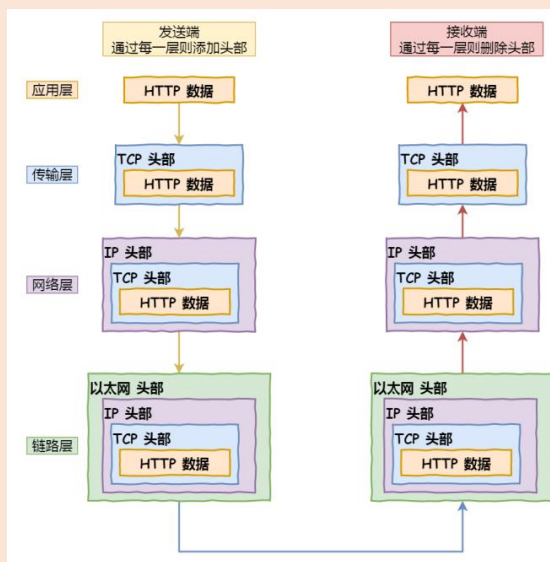 发送端
通过每一层则添加头部
接收端
通过每一层则删除头部
应用层
HTTP 数据
HTTP 数据
传输层
TCP 头部
HTTP 数据
TCP 头部
HTTP 数据
网络层
IP 头部
TCP 头部
HTTP 数据
IP 头部
TCP 头部
HTTP 数据
链路层
以太网 头部
IP 头部
TCP 头部
HTTP 数据
以太网 头部
IP 头部
TCP 头部
HTTP 数据